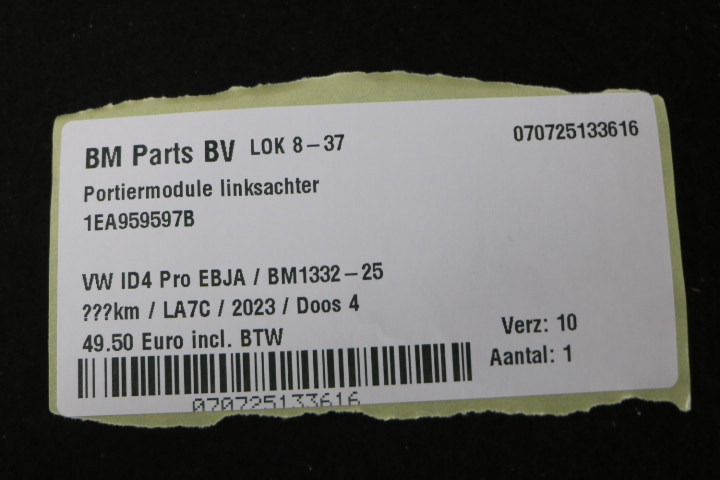 BM Parts BV LOK 8-37
070725133616
Portiermodule linksachter
1EA959597B
VW ID4 Pro EBJA / BM1332-25
???km / LA7C / 2023 / Doos 4
49.50 Euro incl. BTW
Verz: 10
Aantal: 1
070725133616